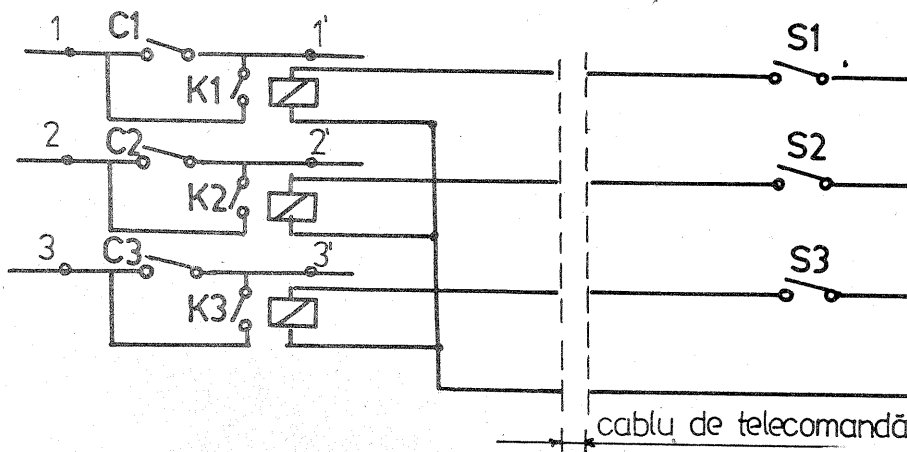 1 C1 1' S1
K1
2 C2 2' S2
K2
3 C3 3' S3
K3
cablu de telecomandă